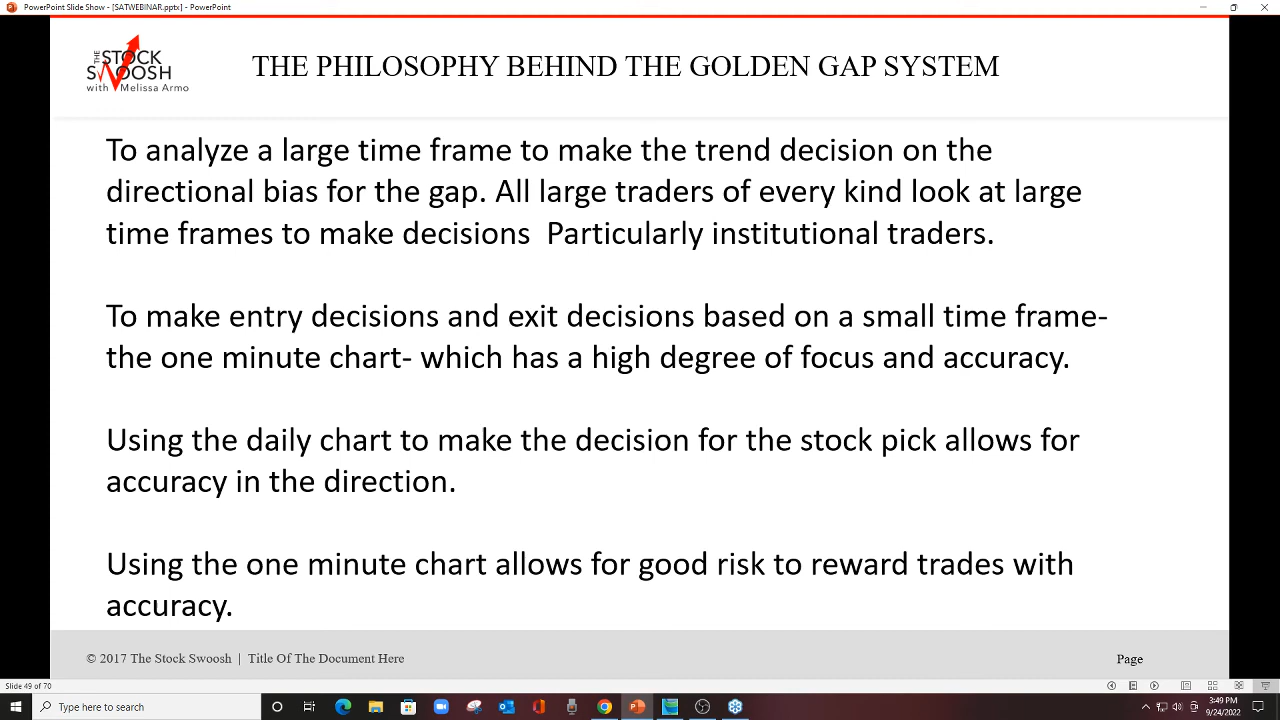 PowerPoint Slide Show - [SATWEBINAR.pptx] - PowerPoint
THE STOCK
SWOOSH
with Melissa Armo
THE PHILOSOPHY BEHIND THE GOLDEN GAP SYSTEM
To analyze a large time frame to make the trend decision on the
directional bias for the gap. All large traders of every kind look at large
time frames to make decisions  Particularly institutional traders.
To make entry decisions and exit decisions based on a small time frame-
the one minute chart- which has a high degree of focus and accuracy.
Using the daily chart to make the decision for the stock pick allows for
accuracy in the direction.
Using the one minute chart allows for good risk to reward trades with
accuracy.
© 2017 The Stock Swoosh | Title Of The Document Here
Page
Slide 49 of 70
Type here to search
3:49 PM
9/24/2022